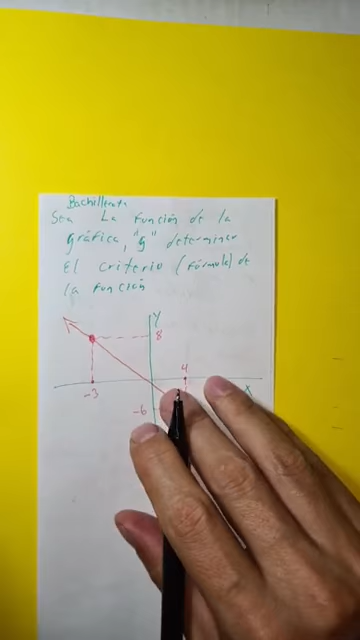 Bachillerato
Sea La función de la
gráfica, "g" determinar
El criterio (fórmula) de
la función
Y
8
4
-3
X
-6